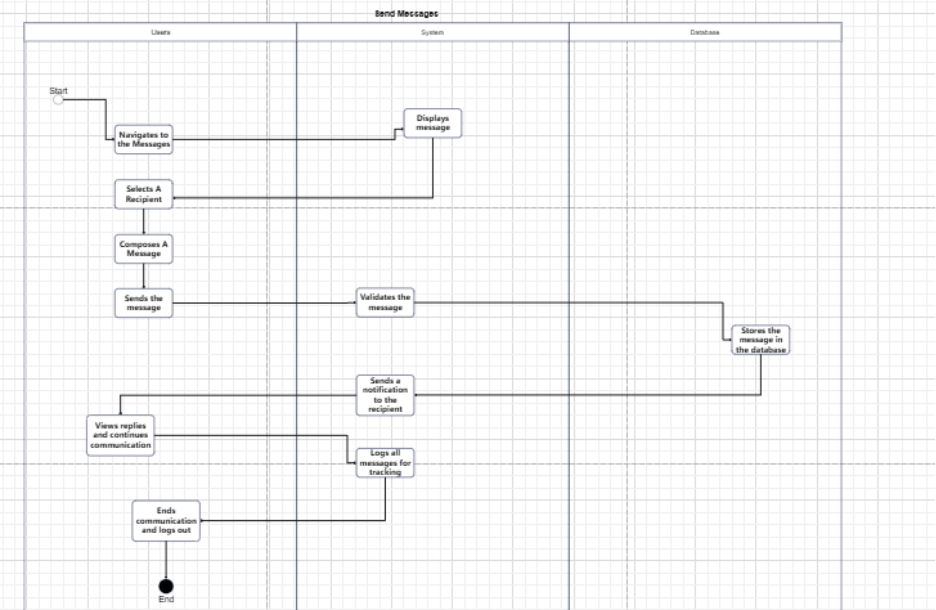 Send Messages
Users
System
Database
Start
Displays
message
Navigates to
the Messages
Selects A
Recipient
Composes A
Message
Sends the
message
Validates the
message
Stores the
message in
the database
Sends a
notification
to the
recipient
Views replies
and continues
communication
Logs all
messages for
tracking
Ends
communication
and logs out
End